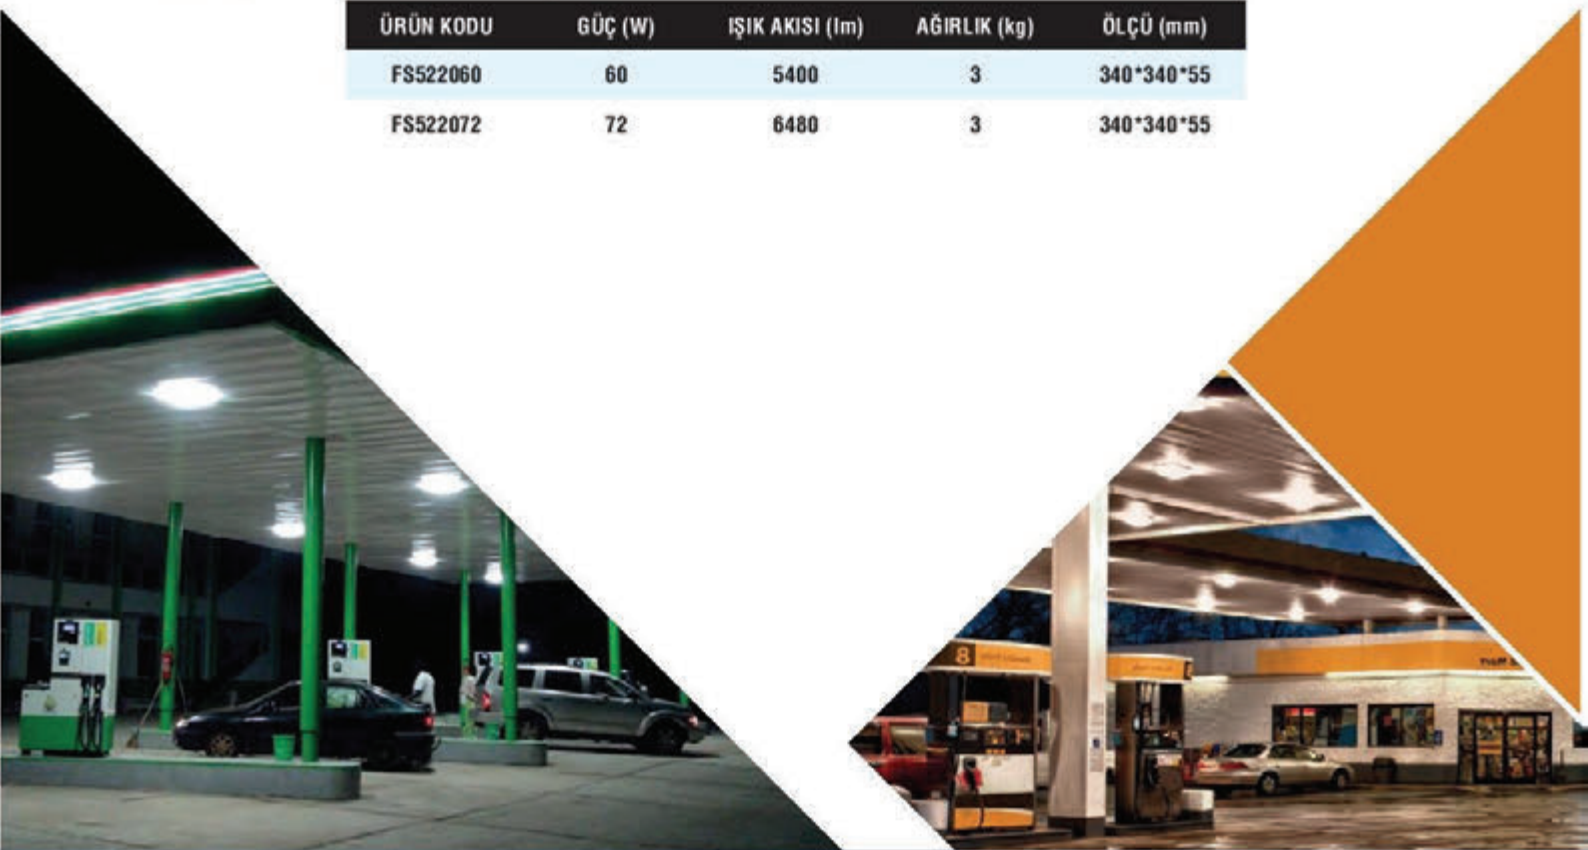 ÜRÜN KODU GÜÇ (W) IŞIK AKISI (lm) AĞIRLIK (kg) ÖLÇÜ (mm)
FS522060 60 5400 3 340*340*55
FS522072 72 6480 3 340*340*55
8